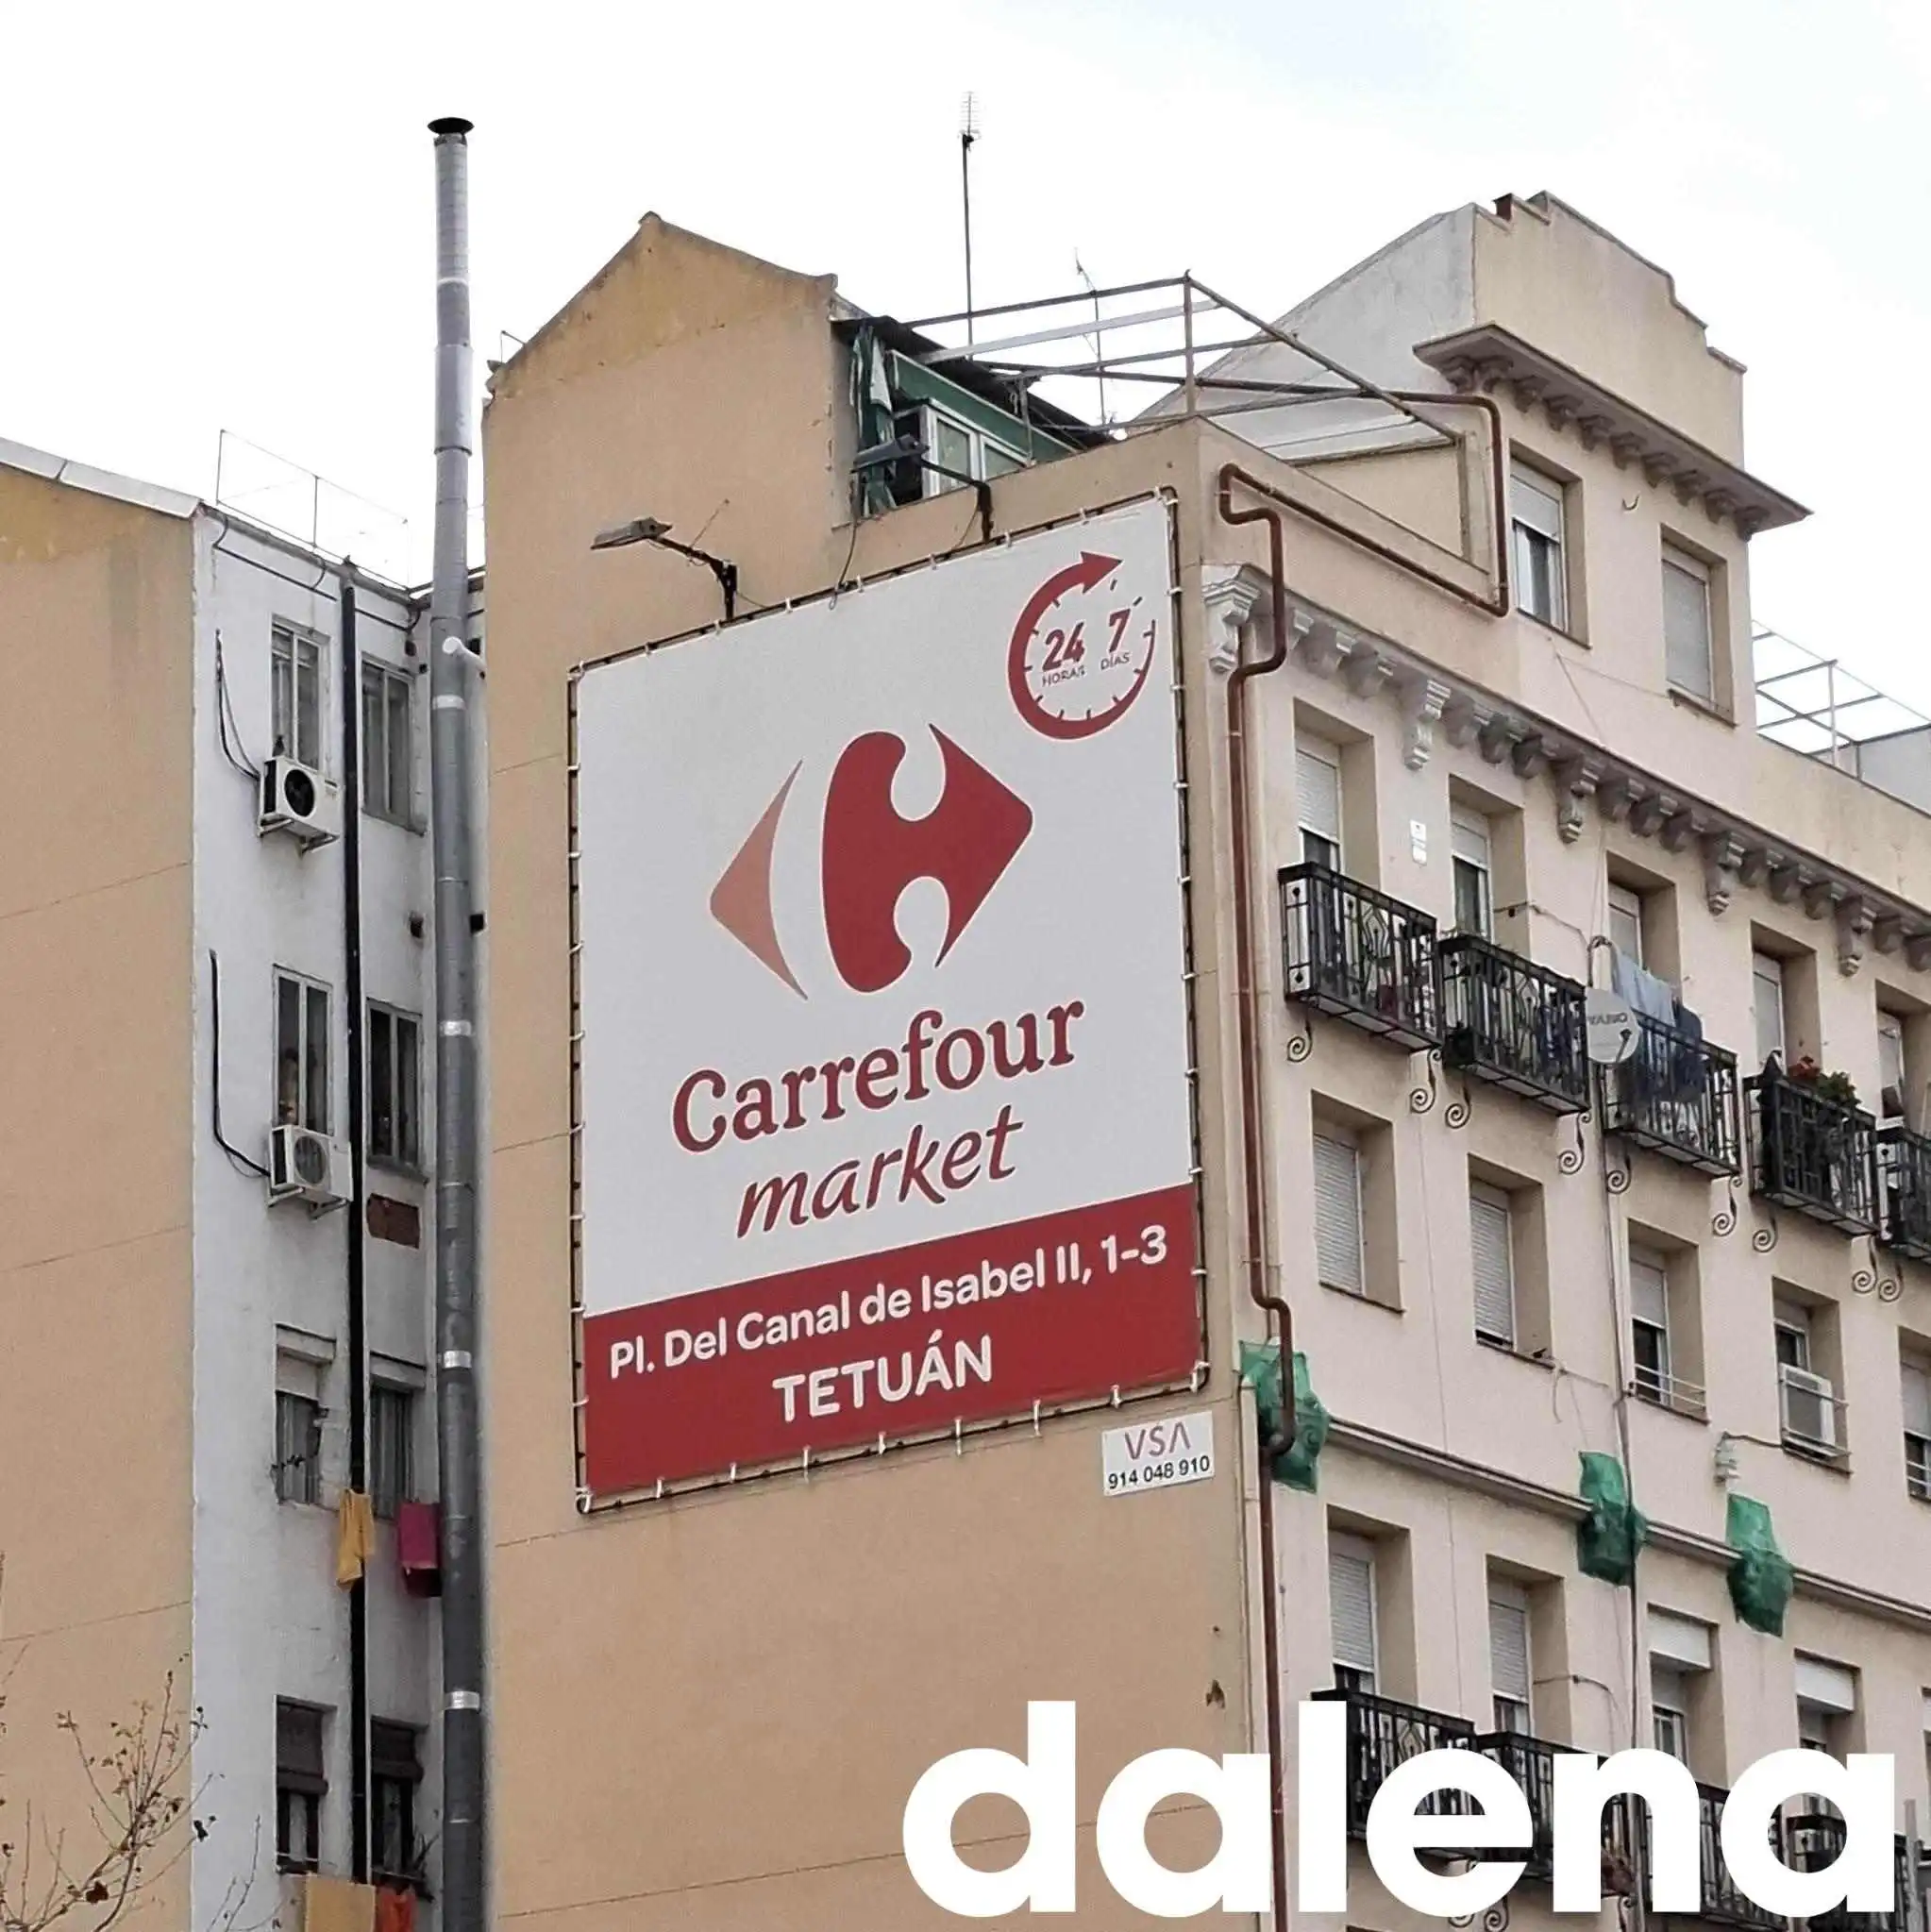 24 7
HORAS DÍAS
Carrefour
market
Pl. Del Canal de Isabel II, 1-3
TETUÁN
VSA
914 048 910
dalena